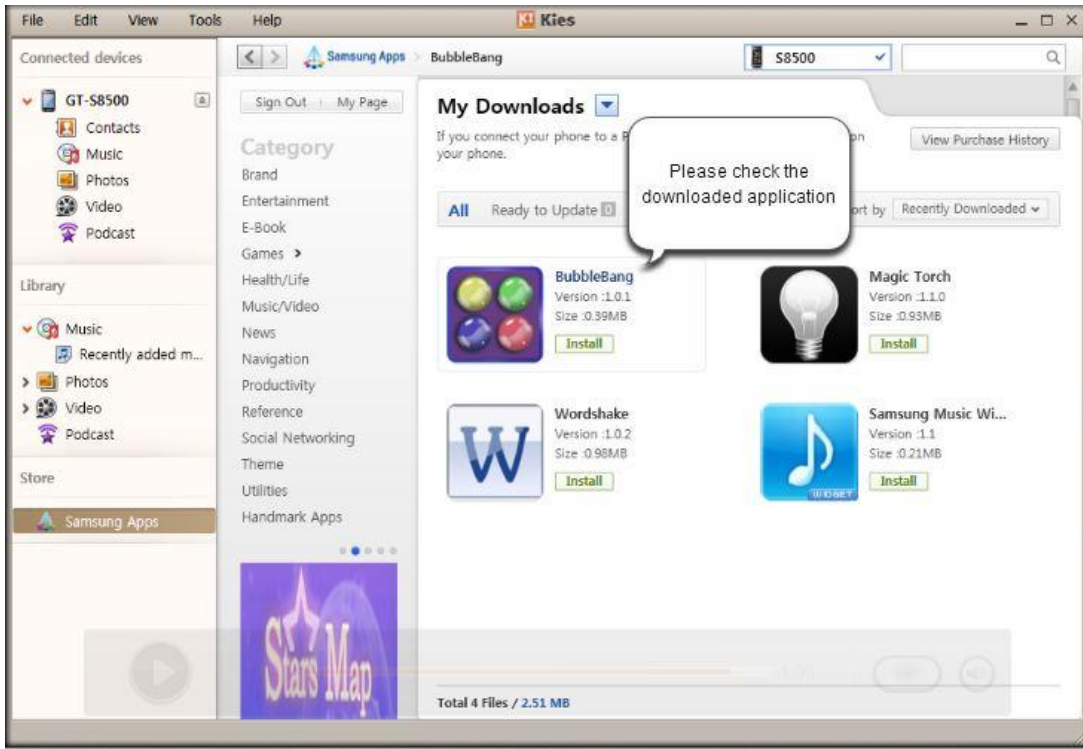 File Edit View Tools Help
Kies
Connected devices
GT-S8500
Contacts
Music
Photos
Video
Podcast
Library
Music
Recently added m...
Photos
Video
Podcast
Store
Samsung Apps
Samsung Apps > BubbleBang
S8500
Sign Out My Page
Category
Brand
Entertainment
E-Book
Games >
Health/Life
Music/Video
News
Navigation
Productivity
Reference
Social Networking
Theme
Utilities
Handmark Apps
Stars
Map
My Downloads
If you connect your phone to a
on
your phone.
View Purchase History
Please check the
downloaded application
All Ready to Update 0
by Recently Downloaded
BubbleBang
Version :1.0.1
Size :0.39MB
Install
Magic Torch
Version :1.1.0
Size :0.93MB
Install
W
Wordshake
Version :1.0.2
Size :0.98MB
Install
WIDGET
Samsung Music Wi...
Version :1.1
Size :0.21MB
Install
Total 4 Files / 2.51 MB